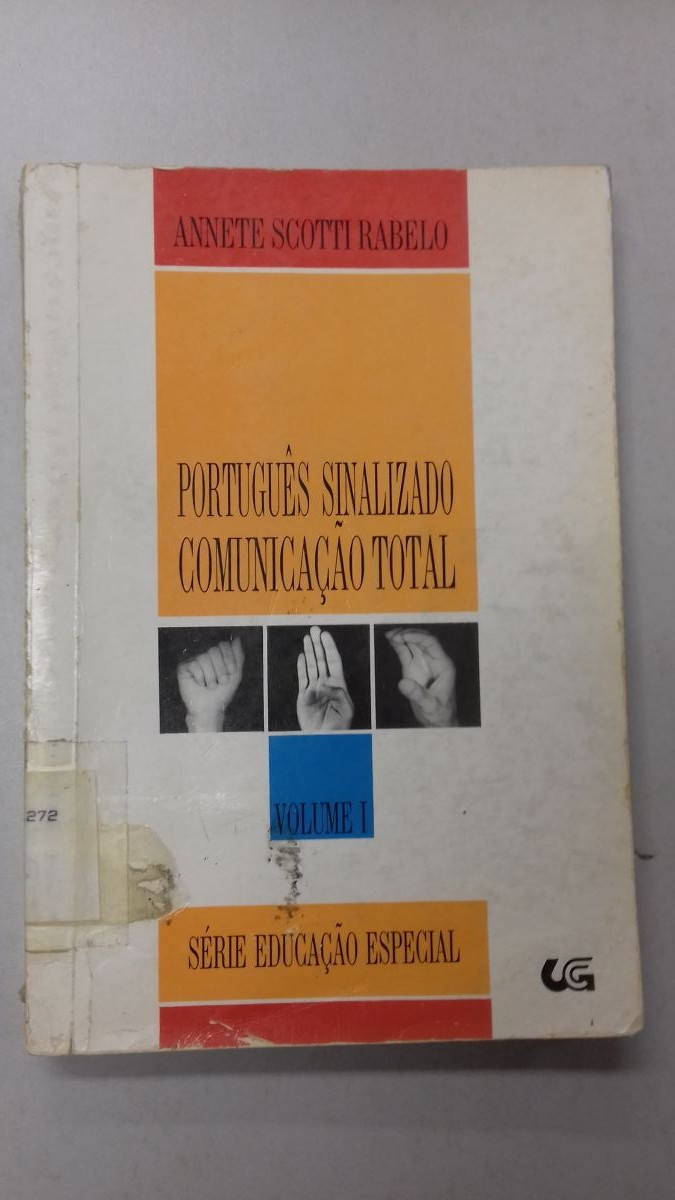 ANNETE SCOTTI RABELO
PORTUGUÊS SINALIZADO
COMUNICAÇÃO TOTAL
272
VOLUME I
SÉRIE EDUCAÇÃO ESPECIAL
UCG